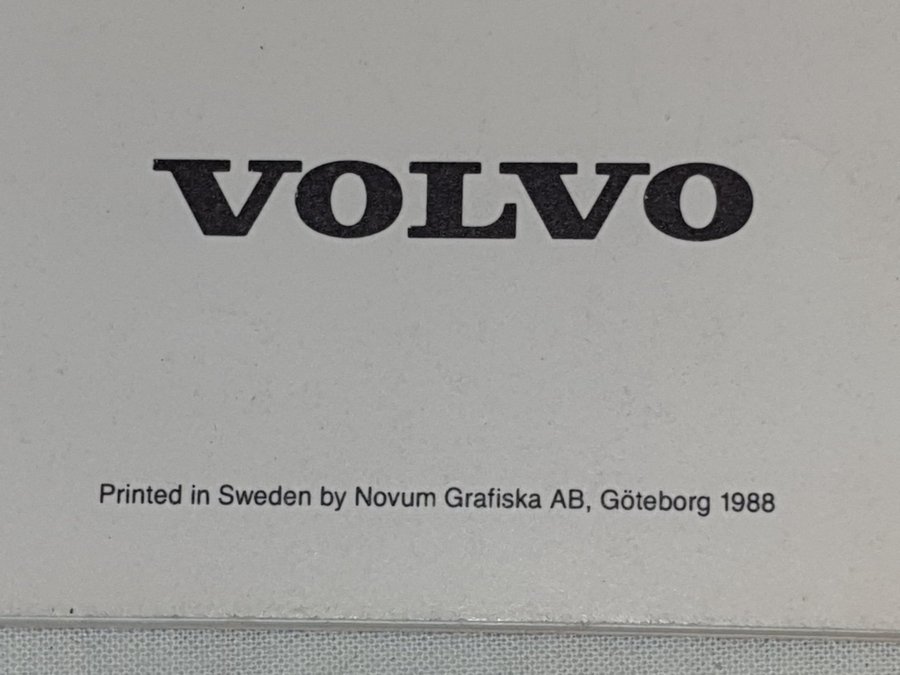 VOLVO
Printed in Sweden by Novum Grafiska AB, Göteborg 1988